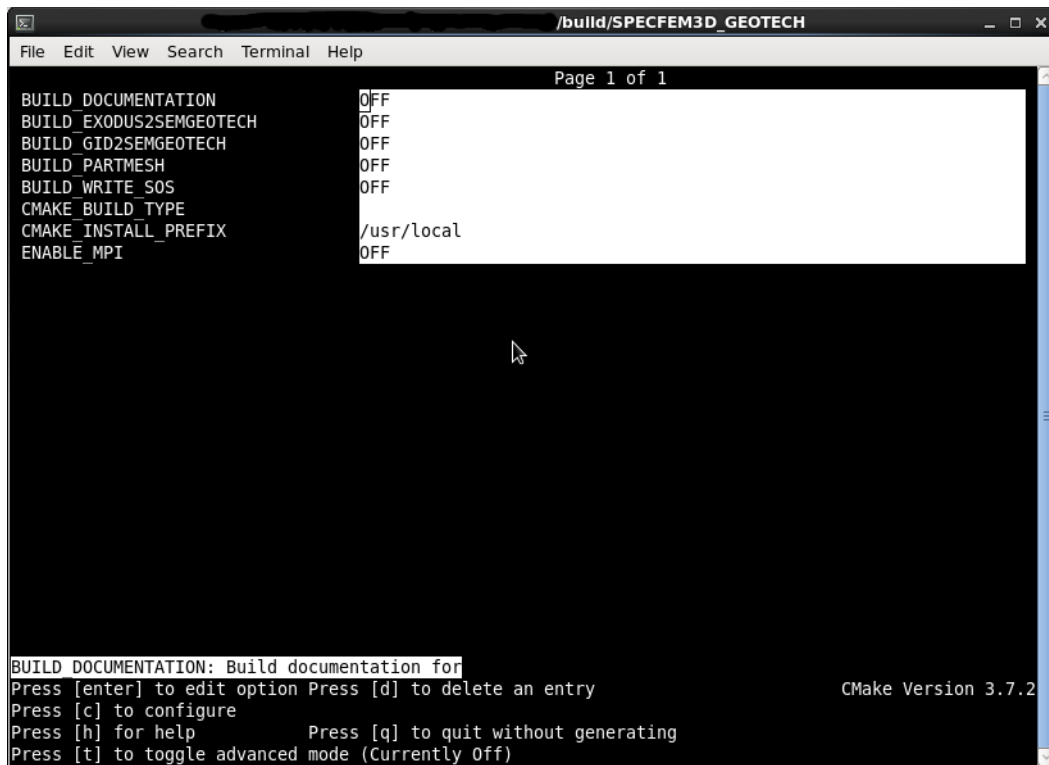 /build/SPECFEM3D_GEOTECH
File Edit View Search Terminal Help
Page 1 of 1
BUILD_DOCUMENTATION OFF
BUILD_EXODUS2SEMGEOTECH OFF
BUILD_GID2SEMGEOTECH OFF
BUILD_PARTMESH OFF
BUILD_WRITE_SOS OFF
CMAKE_BUILD_TYPE
CMAKE_INSTALL_PREFIX /usr/local
ENABLE_MPI OFF
BUILD_DOCUMENTATION: Build documentation for
Press [enter] to edit option Press [d] to delete an entry CMake Version 3.7.2
Press [c] to configure
Press [h] for help Press [q] to quit without generating
Press [t] to toggle advanced mode (Currently Off)